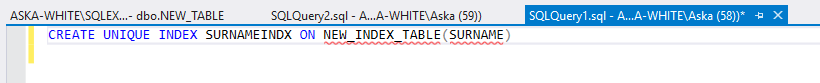 ASKA-WHITE\SQLEX...- dbo.NEW_TABLE SQLQuery2.sql - A...A-WHITE\Aska (59)) SQLQuery1.sql - A...A-WHITE\Aska (58))*
CREATE UNIQUE INDEX SURNAMEINDX ON NEW_INDEX_TABLE(SURNAME)